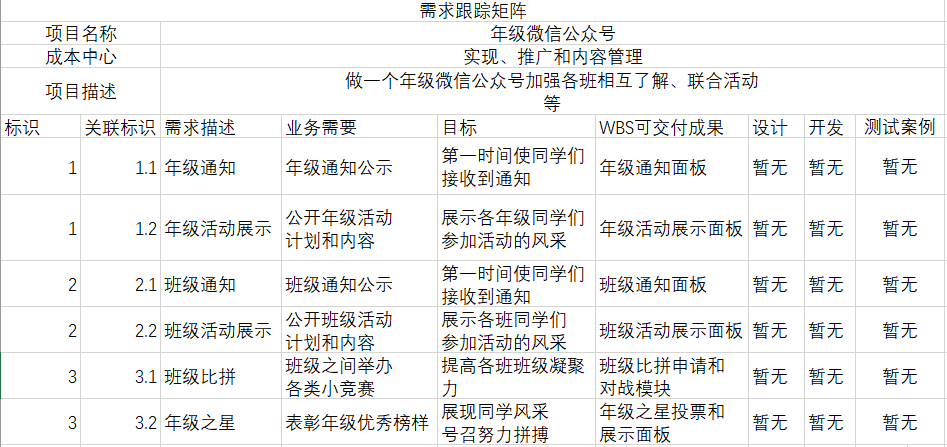 需求跟踪矩阵
项目名称 年级微信公众号
成本中心 实现、推广和内容管理
项目描述 做一个年级微信公众号加强各班相互了解、联合活动
等
标识 关联标识 需求描述 业务需要 目标 WBS可交付成果 设计 开发 测试案例
1 1.1 年级通知 年级通知公示 第一时间使同学们
接收到通知 年级通知面板 暂无 暂无 暂无
1 1.2 年级活动展示 公开年级活动
计划和内容 展示各年级同学们
参加活动的风采 年级活动展示面板 暂无 暂无 暂无
2 2.1 班级通知 班级通知公示 第一时间使同学们
接收到通知 班级通知面板 暂无 暂无 暂无
2 2.2 班级活动展示 公开班级活动
计划和内容 展示各班同学们
参加活动的风采 班级活动展示面板 暂无 暂无 暂无
3 3.1 班级比拼 班级之间举办
各类小竞赛 提高各班班级凝聚
力 班级比拼申请和
对战模块 暂无 暂无 暂无
3 3.2 年级之星 表彰年级优秀榜样 展现同学风采
号召努力拼搏 年级之星投票和
展示面板 暂无 暂无 暂无